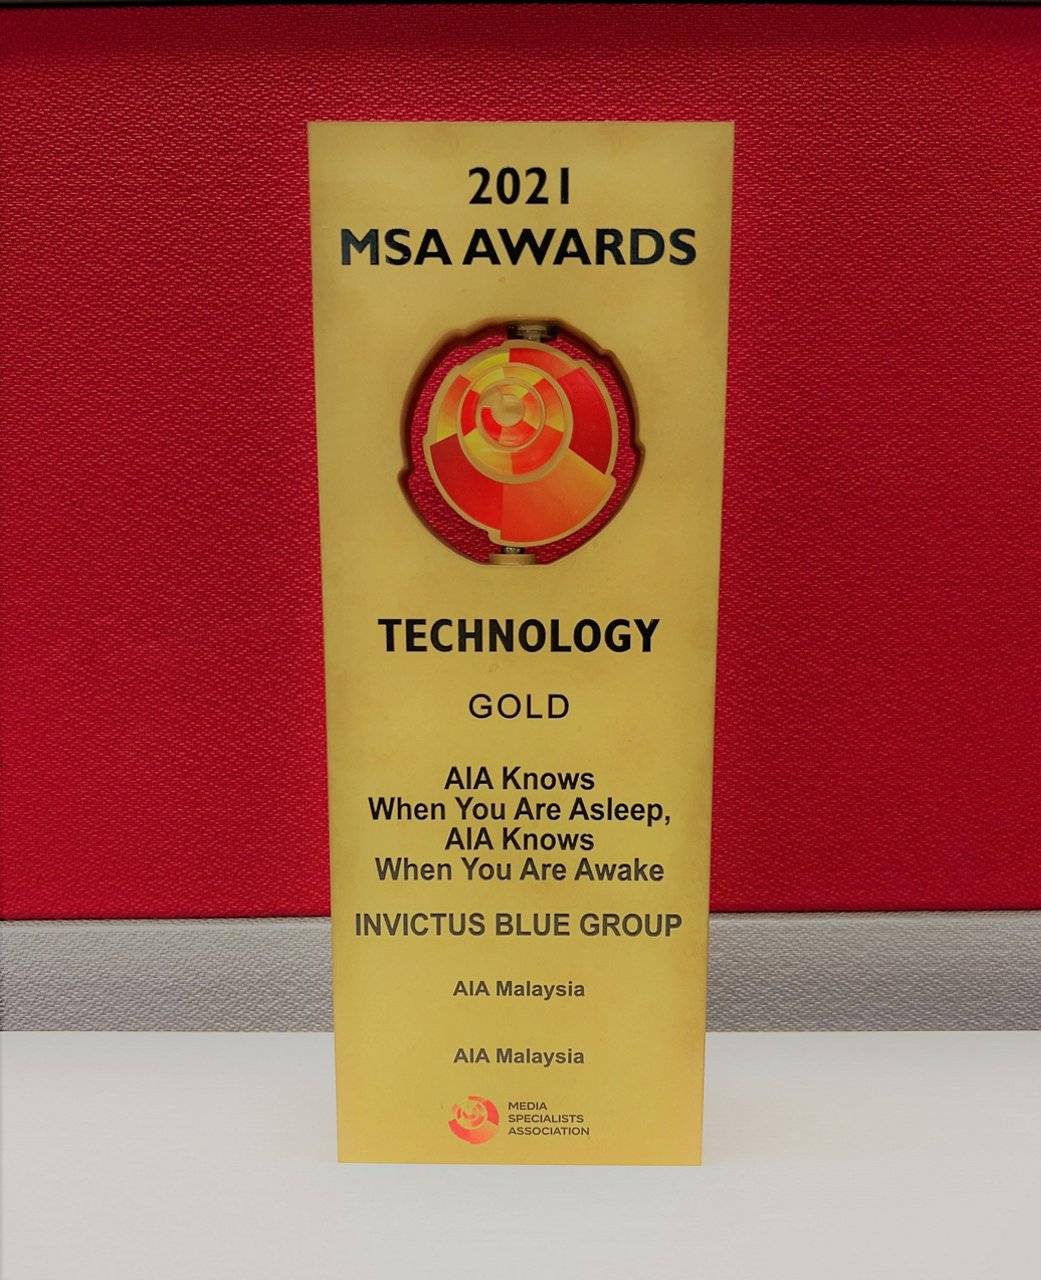 2021
MSA AWARDS
TECHNOLOGY
GOLD
AIA Knows
When You Are Asleep,
AIA Knows
When You Are Awake
INVICTUS BLUE GROUP
AIA Malaysia
AIA Malaysia
MEDIA
SPECIALISTS
ASSOCIATION